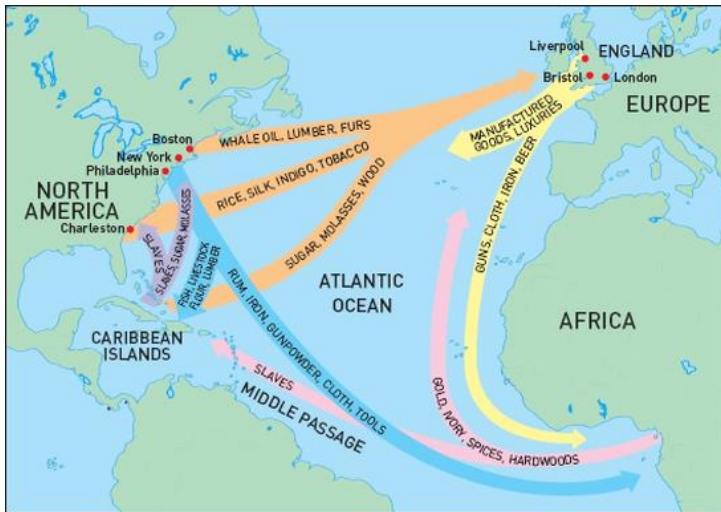 Liverpool
ENGLAND
Bristol
London
EUROPE
Boston
New York
Philadelphia
NORTH
AMERICA
Charleston
WHALE OIL, LUMBER, FURS
MANUFACTURED
GOODS, LUXURIES
RICE, SILK, INDIGO, TOBACCO
GUNS, CLOTH, IRON, BEER
SUGAR, MOLASSES, WOOD
SLAVES
SLAVES, SUGAR, MOLASSES
FISH, LIVESTOCK
FLOUR, LUMBER
RUM, IRON, GUNPOWDER, CLOTH, TOOLS
ATLANTIC
OCEAN
AFRICA
CARIBBEAN
ISLANDS
SLAVES
MIDDLE PASSAGE
GOLD, IVORY, SPICES, HARDWOODS